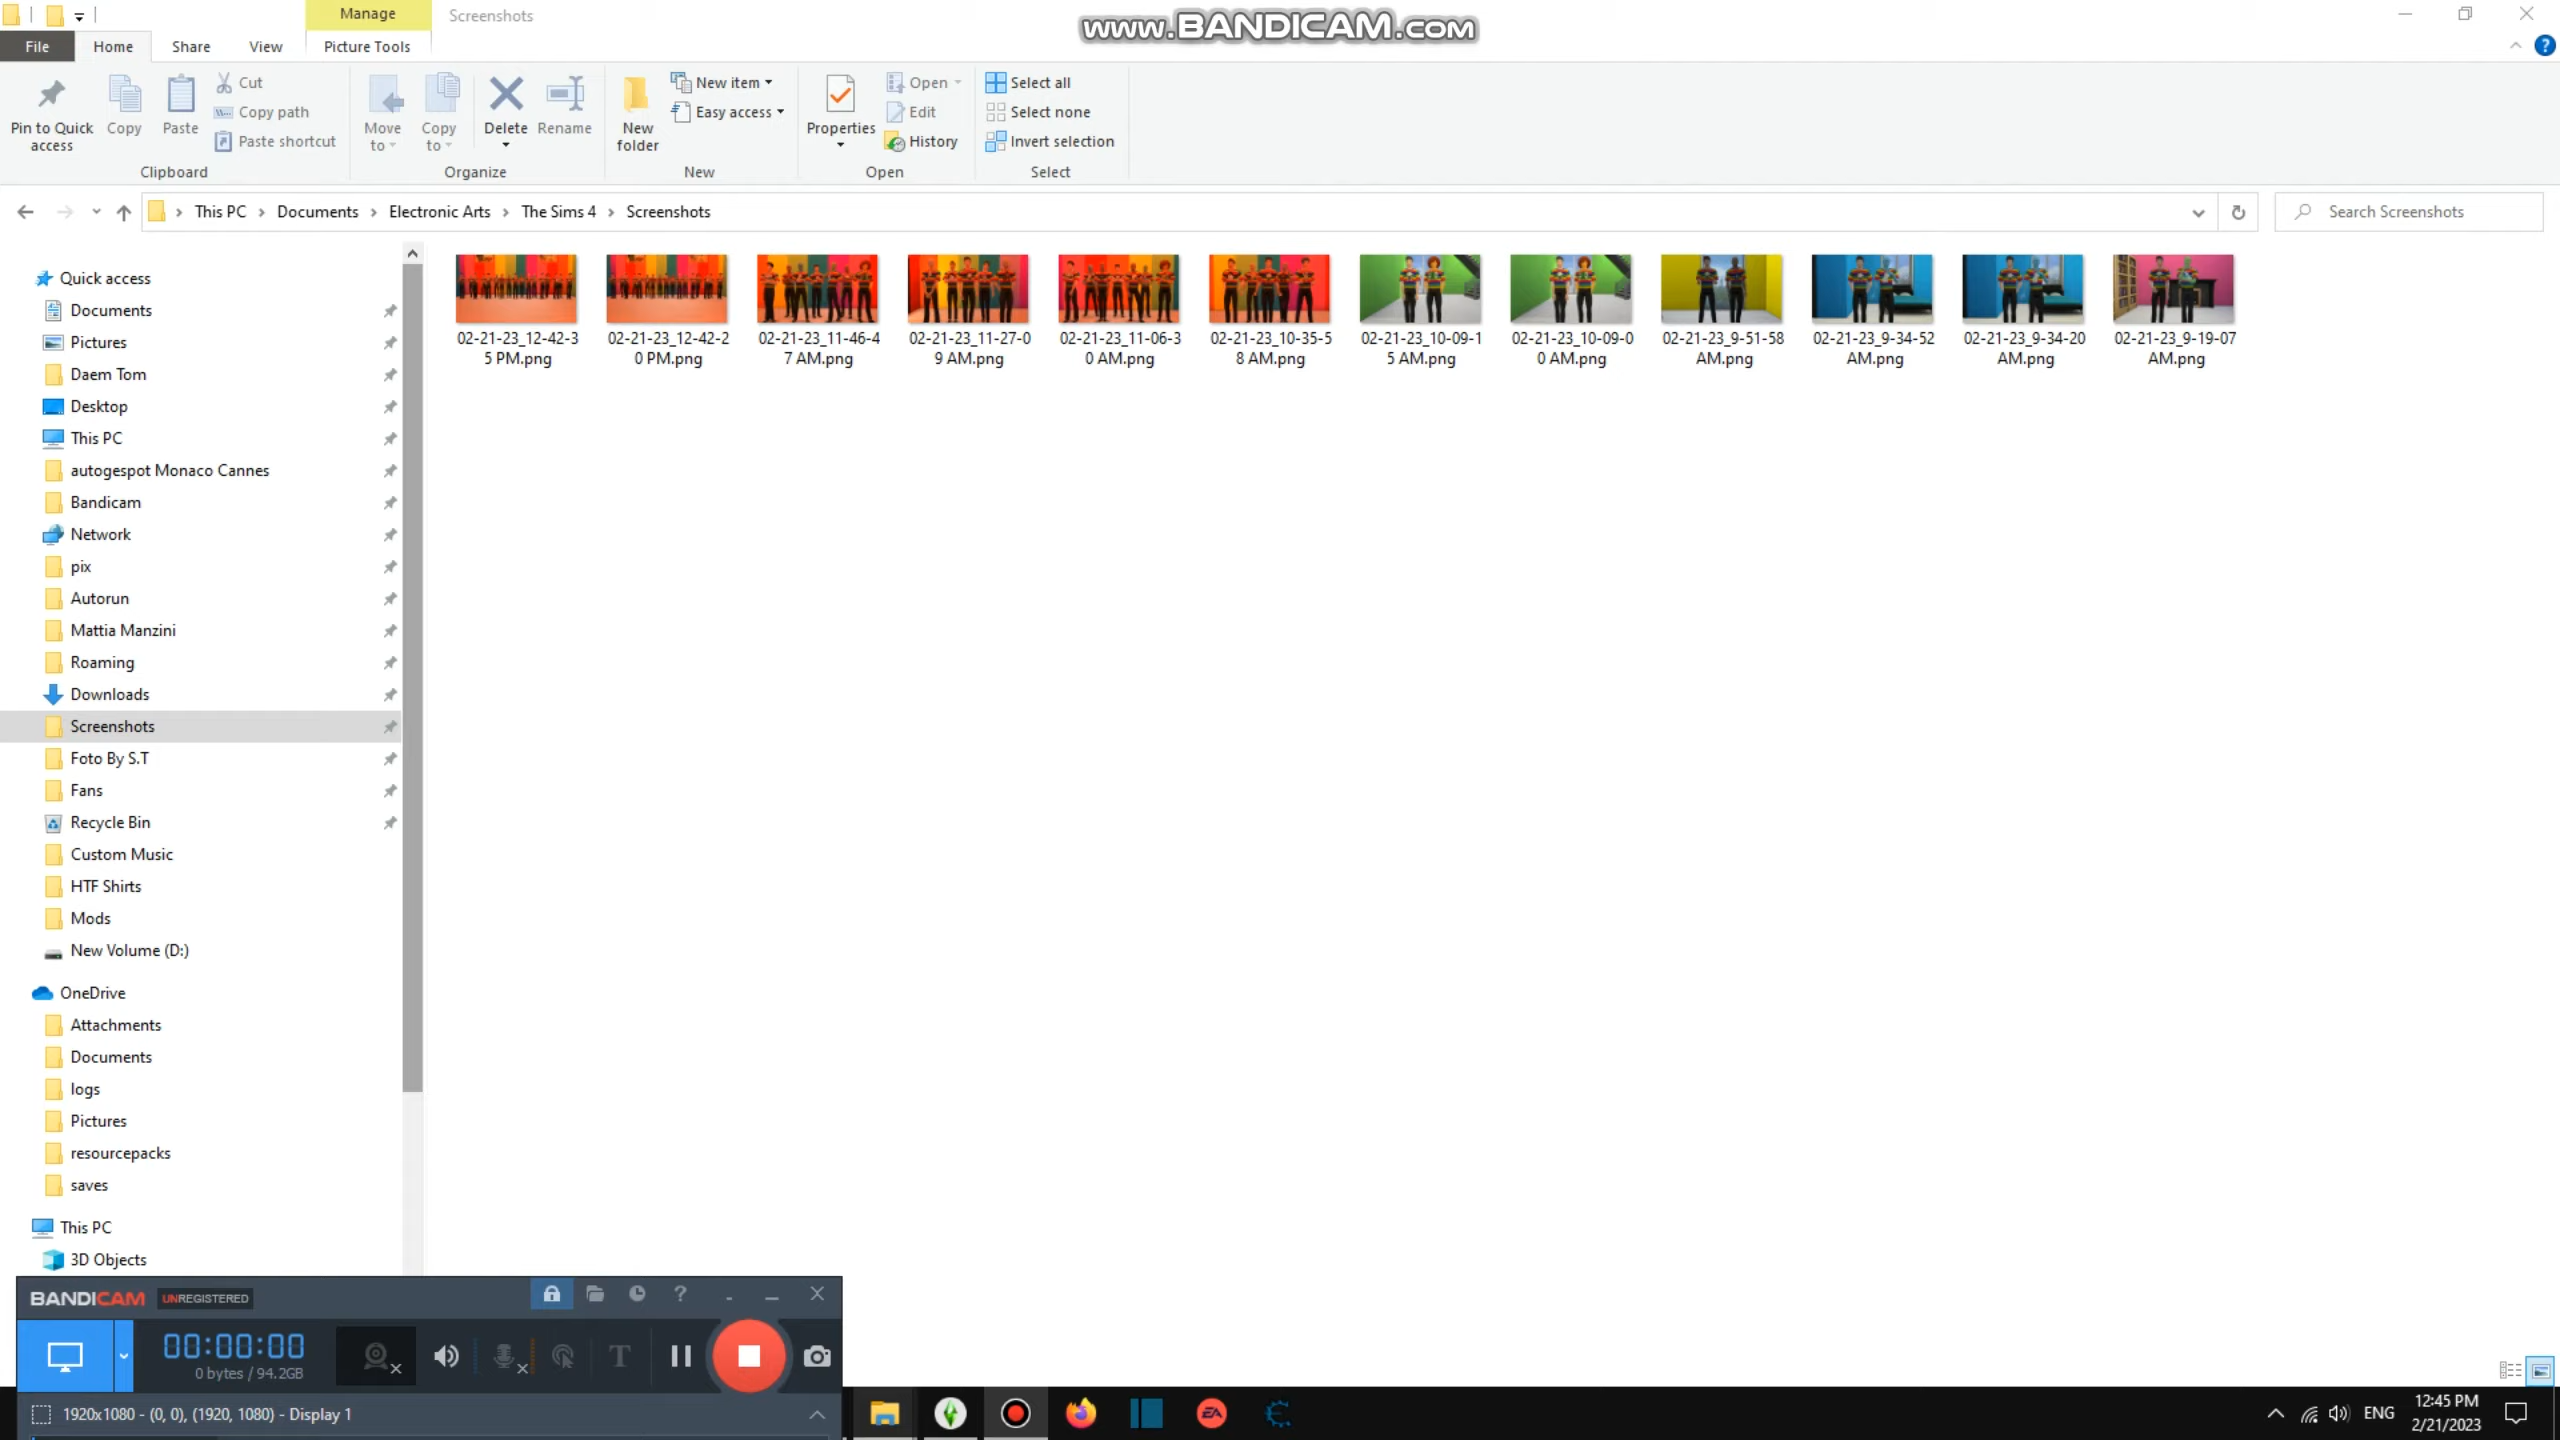 Manage
Screenshots
www.BANDICAM.com
File
Home
Share
View
Picture Tools
Pin to Quick
access
Copy
Paste
Cut
Copy path
Paste shortcut
Clipboard
Move
to
Copy
to
Delete
Rename
Organize
New
folder
New item
Easy access
New
Properties
Open
Edit
History
Open
Select all
Select none
Invert selection
Select
This PC
Documents
Electronic Arts
The Sims 4
Screenshots
Search Screenshots
Quick access
Documents
Pictures
Daem Tom
Desktop
This PC
autogespot Monaco Cannes
Bandicam
Network
pix
Autorun
Mattia Manzini
Roaming
Downloads
Screenshots
Foto By S.T
Fans
Recycle Bin
Custom Music
HTF Shirts
Mods
New Volume (D:)
OneDrive
Attachments
Documents
logs
Pictures
resourcepacks
saves
This PC
3D Objects
02-21-23_12-42-3
5 PM.png
02-21-23_12-42-2
0 PM.png
02-21-23_11-46-4
7 AM.png
02-21-23_11-27-0
9 AM.png
02-21-23_11-06-3
0 AM.png
02-21-23_10-35-5
8 AM.png
02-21-23_10-09-1
5 AM.png
02-21-23_10-09-0
0 AM.png
02-21-23_9-51-58
AM.png
02-21-23_9-34-52
AM.png
02-21-23_9-34-20
AM.png
02-21-23_9-19-07
AM.png
BANDICAM UNREGISTERED
00:00:00
0 bytes / 94.2GB
T
1920x1080 - (0, 0), (1920, 1080) - Display 1
EA
ENG
12:45 PM
2/21/2023